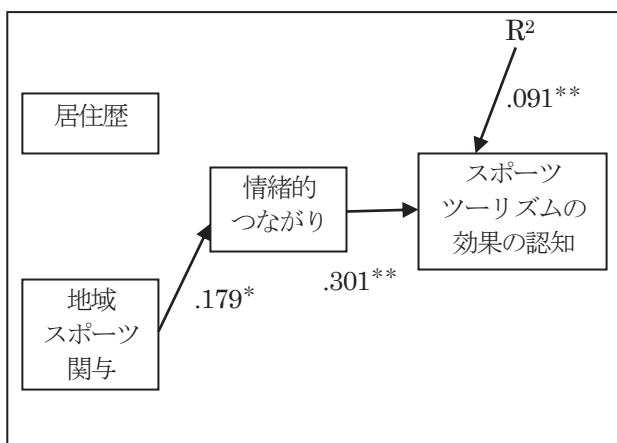 R²
.091**
居住歴
スポーツ
ツーリズムの
効果の認知
情緒的
つながり
.301**
.179*
地域
スポーツ
関与